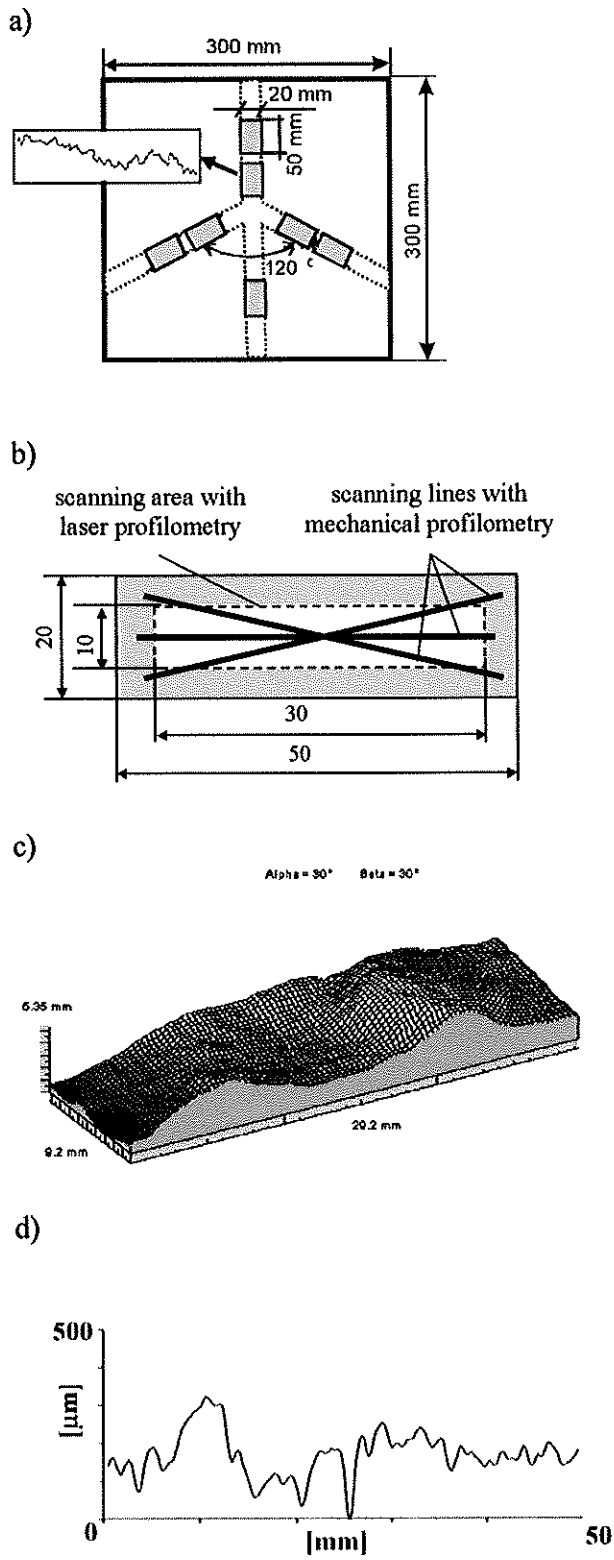 a)
300 mm
20 mm
50 mm
300 mm
120 °
b)
scanning area with
laser profilometry
scanning lines with
mechanical profilometry
20
10
30
50
c)
Alpha = 30° Beta = 30°
5.35 mm
9.2 mm
29.2 mm
d)
500
[µm]
0
[mm]
50